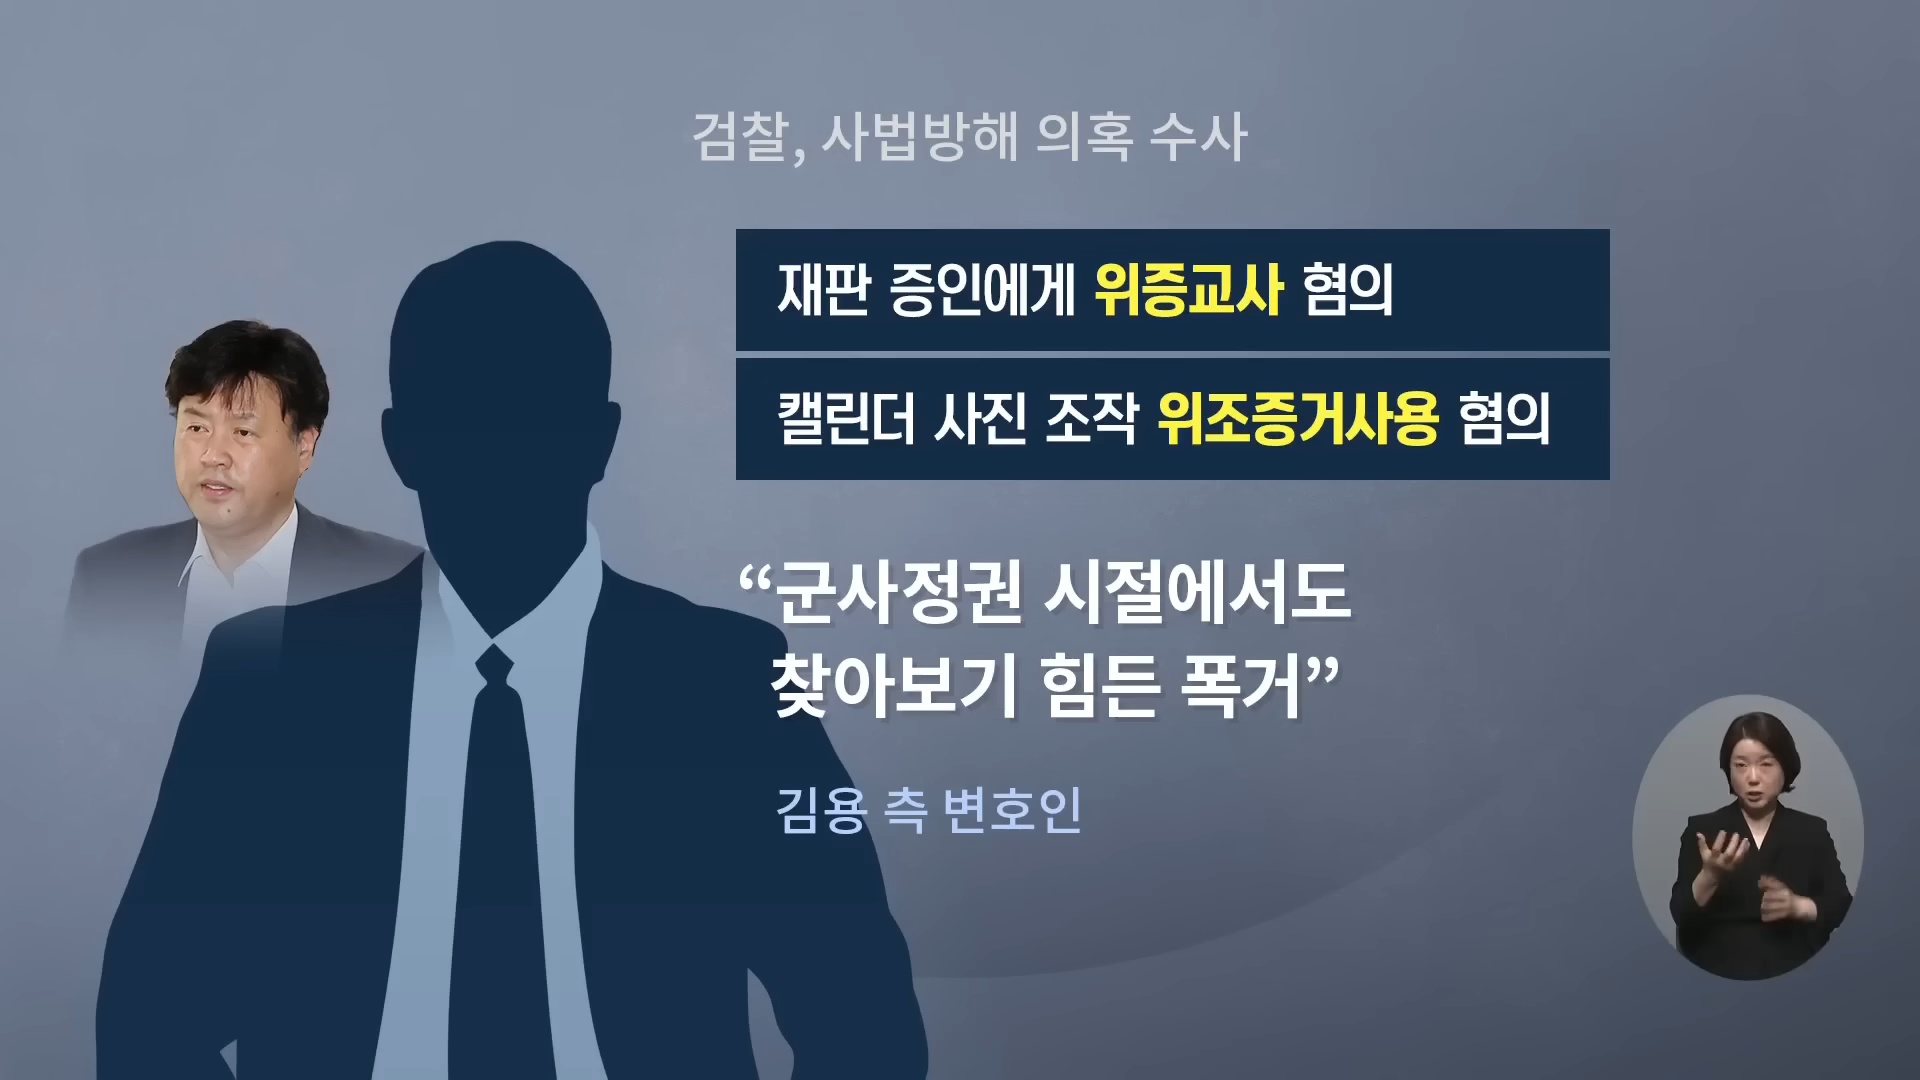 검찰, 사법방해 의혹 수사
재판 증인에게 위증교사 혐의
캘린더 사진 조작 위조증거사용 혐의
“군사정권 시절에서도
찾아보기 힘든 폭거”
김용 측 변호인